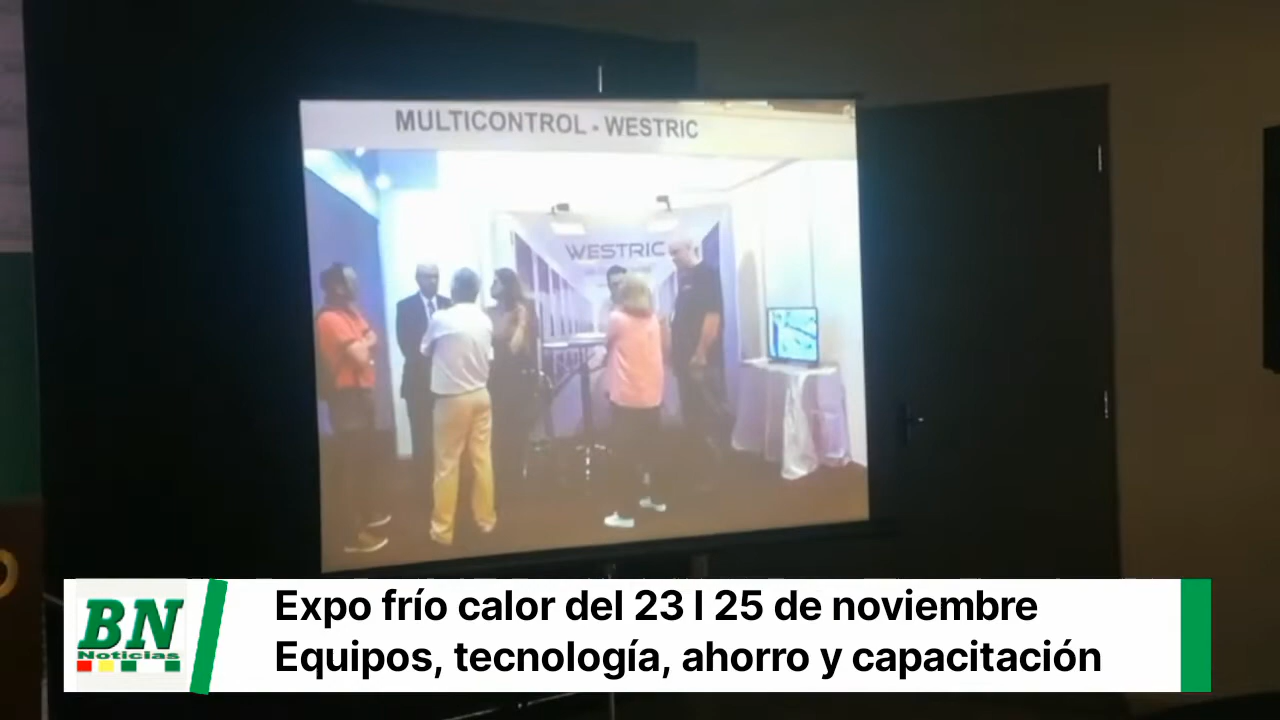 MULTICONTROL - WESTRIC
WESTRIC
BN
Noticias
Expo frío calor del 23 l 25 de noviembre
Equipos, tecnología, ahorro y capacitación